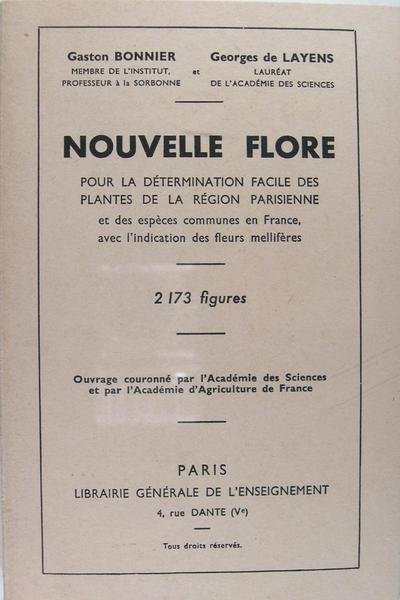 Gaston BONNIER
MEMBRE DE L'INSTITUT,
PROFESSEUR à la SORBONNE
et
Georges de LAYENS
LAURÉAT
DE L'ACADÉMIE DES SCIENCES
NOUVELLE FLORE
POUR LA DÉTERMINATION FACILE DES
PLANTES DE LA RÉGION PARISIENNE
et des espèces communes en France,
avec l'indication des fleurs mellifères
2173 figures
Ouvrage couronné par l'Académie des Sciences
et par l'Académie d'Agriculture de France
PARIS
LIBRAIRIE GÉNÉRALE DE L'ENSEIGNEMENT
4, rue DANTE (Vᵉ)
Tous droits réservés.